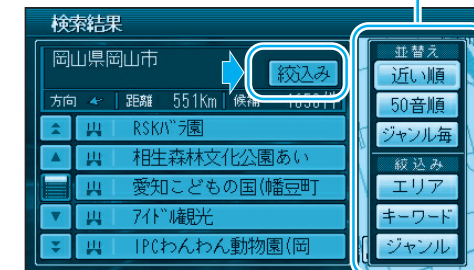 検索結果
岡山県岡山市
絞込み
方向 距離 551Km 候補
RSKﾊﾞﾗ園
相生森林文化公園あい
愛知こどもの国(幡豆町
ｱｲﾄﾞﾙ観光
IPCわんわん動物園(岡
並替え
近い順
50音順
ジャンル毎
絞込み
エリア
キーワード
ジャンル